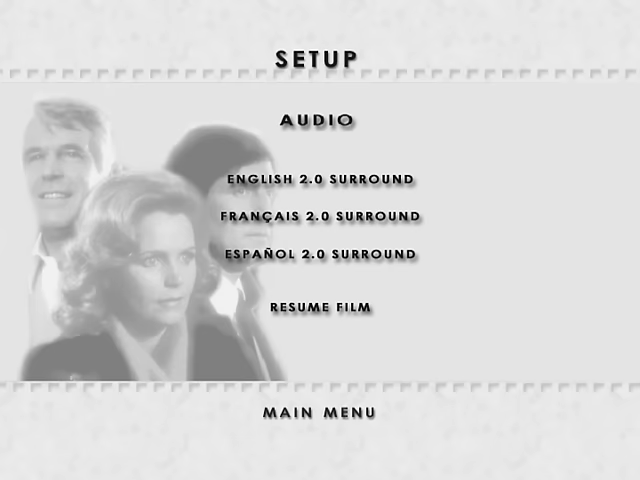 SETUP
AUDIO
ENGLISH 2.0 SURROUND
FRANÇAIS 2.0 SURROUND
ESPAÑOL 2.0 SURROUND
RESUME FILM
MAIN MENU